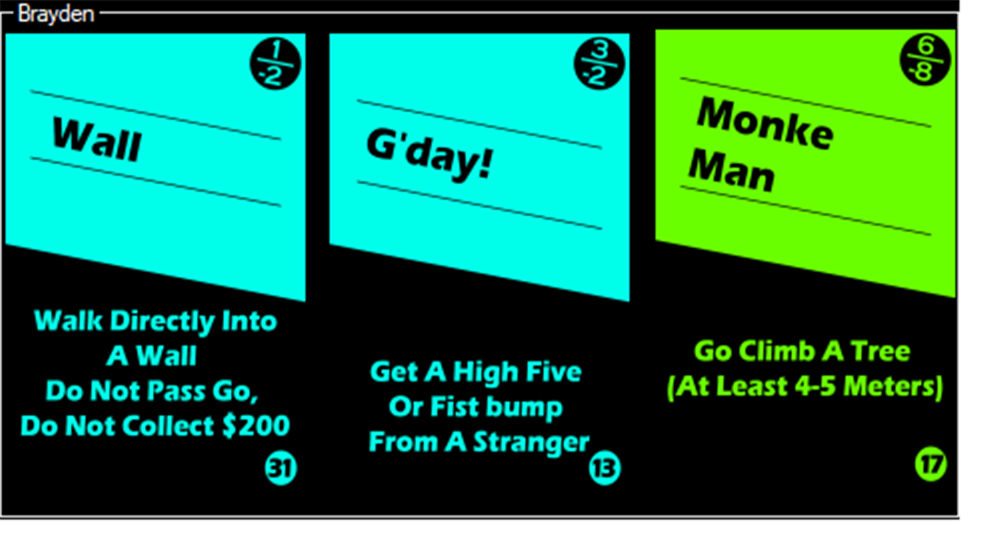 Brayden
1
-2
Wall
Walk Directly Into
A Wall
Do Not Pass Go,
Do Not Collect $200
31
3
-2
G'day!
Get A High Five
Or Fist bump
From A Stranger
13
6
-8
Monke
Man
Go Climb A Tree
(At Least 4-5 Meters)
17